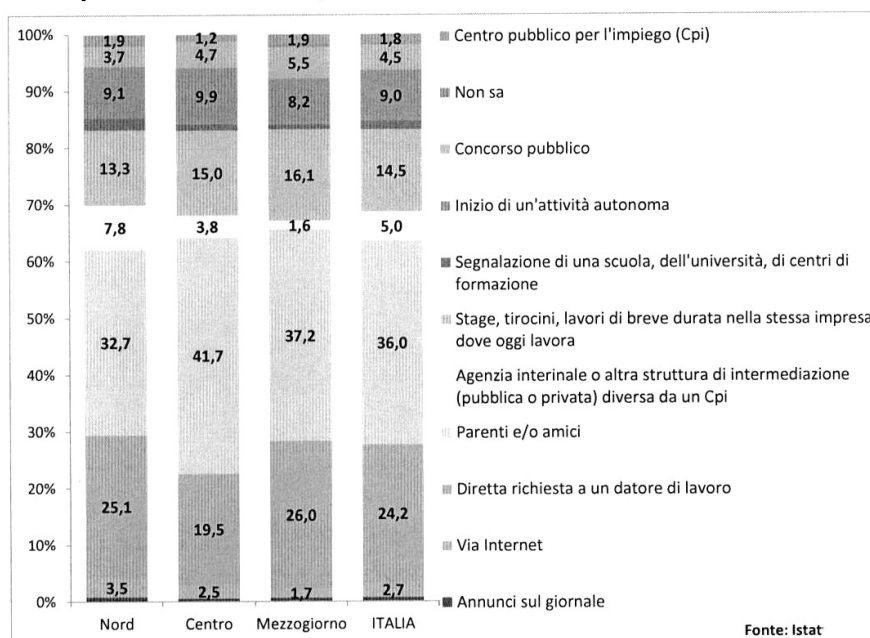 100%
90%
80%
70%
60%
50%
40%
30%
20%
10%
0%
1,9 1,2 1,9 1,8
3,7 4,7 5,5 4,5
9,1 9,9 8,2 9,0
13,3 15,0 16,1 14,5
7,8 3,8 1,6 5,0
32,7 41,7 37,2 36,0
25,1 19,5 26,0 24,2
3,5 2,5 1,7 2,7
Nord Centro Mezzogiorno ITALIA
Centro pubblico per l'impiego (Cpi)
Non sa
Concorso pubblico
Inizio di un'attività autonoma
Segnalazione di una scuola, dell'università, di centri di
formazione
Stage, tirocini, lavori di breve durata nella stessa impresa
dove oggi lavora
Agenzia interinale o altra struttura di intermediazione
(pubblica o privata) diversa da un Cpi
Parenti e/o amici
Diretta richiesta a un datore di lavoro
Via Internet
Annunci sul giornale
Fonte: Istat